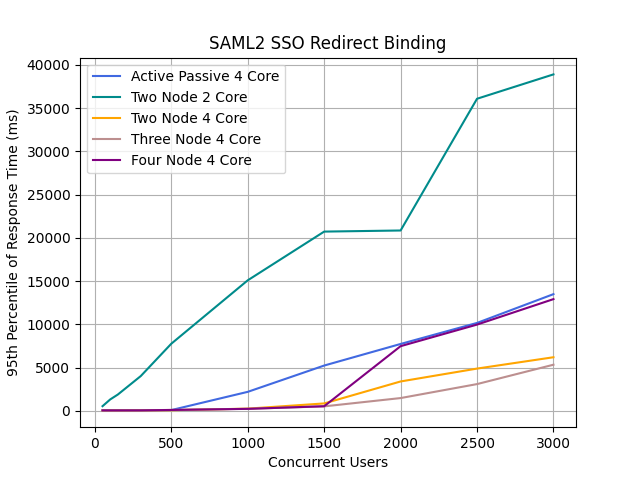 SAML2 SSO Redirect Binding
95th Percentile of Response Time (ms)
40000
35000
30000
25000
20000
15000
10000
5000
0
Active Passive 4 Core
Two Node 2 Core
Two Node 4 Core
Three Node 4 Core
Four Node 4 Core
0 500 1000 1500 2000 2500 3000
Concurrent Users